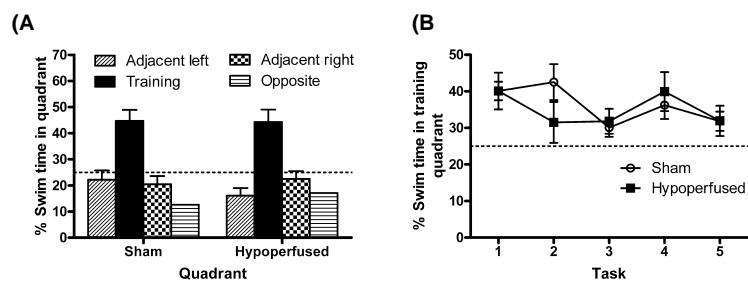 (A
% Swim time in quadrant
70
60
50
40
30
20
10
0
Adjacent left
Adjacent right
Training
Opposite
Sham
Hypoperfused
Quadrant
(B)
% Swim time in training
quadrant
50
40
30
20
10
0
Sham
Hypoperfused
1 2 3 4 5
Task